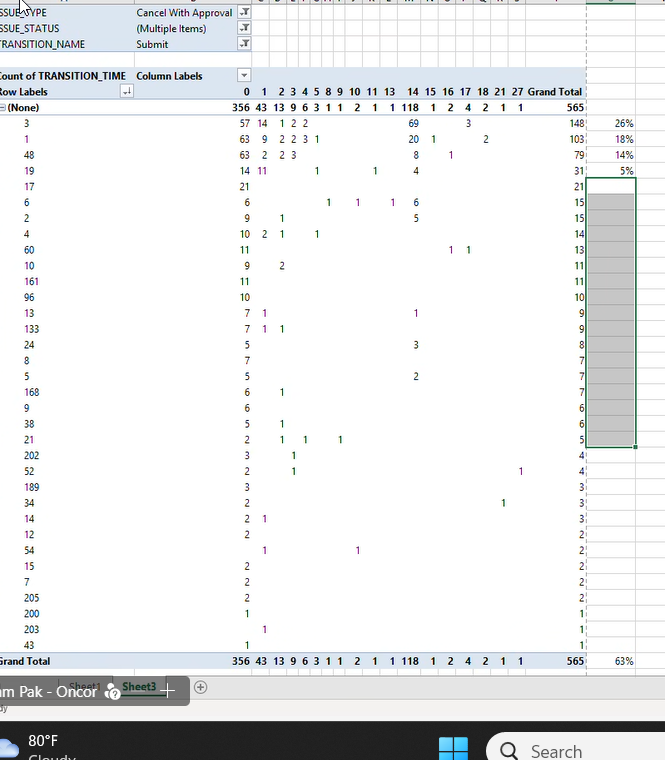 ISSUE_TYPE Cancel With Approval
ISSUE_STATUS (Multiple Items)
TRANSITION_NAME Submit
Count of TRANSITION_TIME Column Labels
Row Labels 0 1 2 3 4 5 8 9 10 11 13 14 15 16 17 18 21 27 Grand Total
(None) 356 43 13 9 6 3 1 1 2 1 1 118 1 2 4 2 1 1 565
3 57 14 1 2 2 69 3 148 26%
1 63 9 2 2 3 1 20 1 2 103 18%
48 63 2 2 3 8 1 79 14%
19 14 11 1 1 4 31 5%
17 21 21
6 6 1 1 1 6 15
2 9 1 5 15
4 10 2 1 1 14
60 11 1 1 13
10 9 2 11
161 11 11
96 10 10
13 7 1 1 9
133 7 1 1 9
24 5 3 8
8 7 7
5 5 2 7
168 6 1 7
9 6 6
38 5 1 6
21 2 1 1 1 5
202 3 1 4
52 2 1 1 4
189 3 3
34 2 1 3
14 2 1 3
12 2 2
54 1 1 2
15 2 2
7 2 2
205 2 2
200 1 1
203 1 1
43 1 1
Grand Total 356 43 13 9 6 3 1 1 2 1 1 118 1 2 4 2 1 1 565 63%
am Pak - Oncor Sheet1 Sheet3
dy
80°F
Cloudy
Search